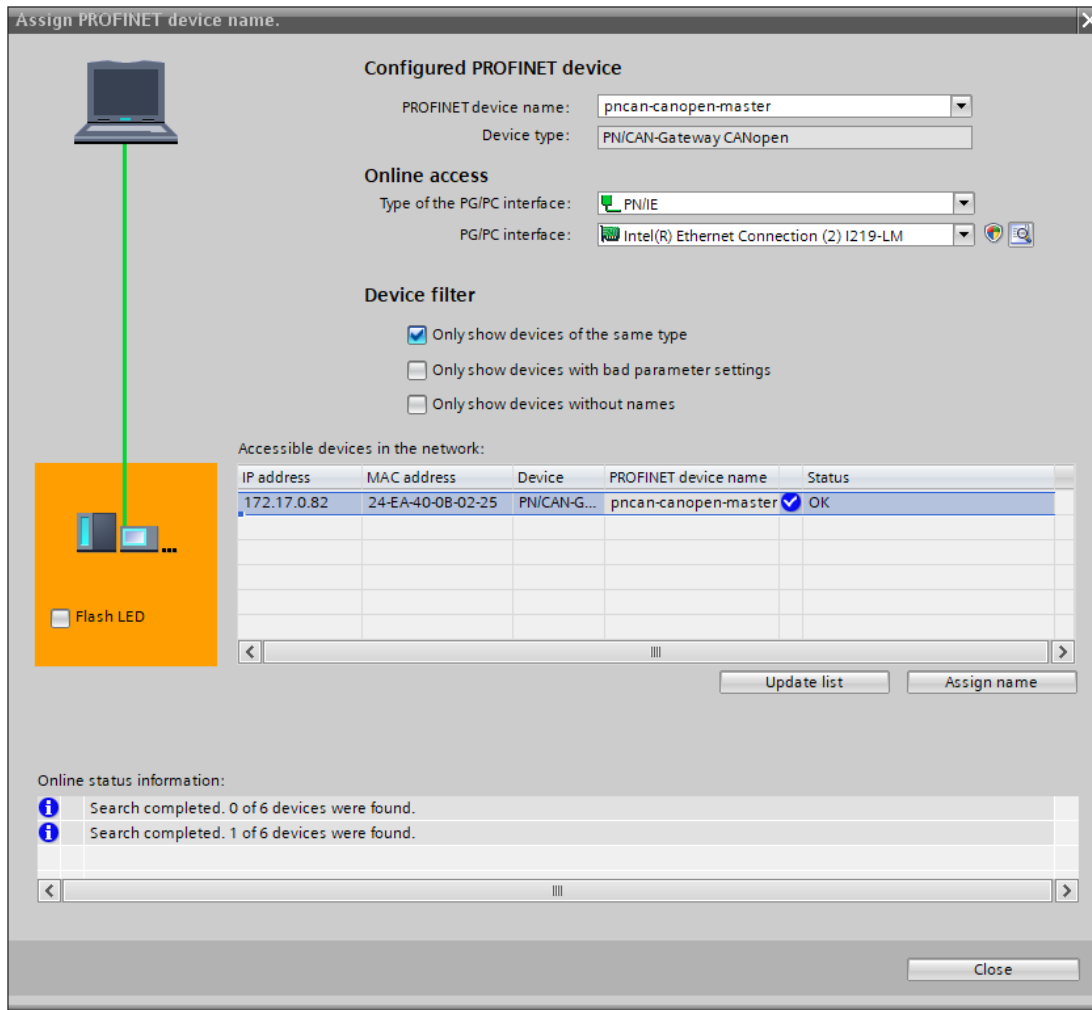 Assign PROFINET device name.
Configured PROFINET device
PROFINET device name: pncan-canopen-master
Device type: PN/CAN-Gateway CANopen
Online access
Type of the PG/PC interface: PN/IE
PG/PC interface: Intel(R) Ethernet Connection (2) I219-LM
Device filter
Only show devices of the same type
Only show devices with bad parameter settings
Only show devices without names
Accessible devices in the network:
IP address MAC address Device PROFINET device name Status
172.17.0.82 24-EA-40-0B-02-25 PN/CAN-G... pncan-canopen-master OK
Flash LED
Update list Assign name
Online status information:
Search completed. 0 of 6 devices were found.
Search completed. 1 of 6 devices were found.
Close